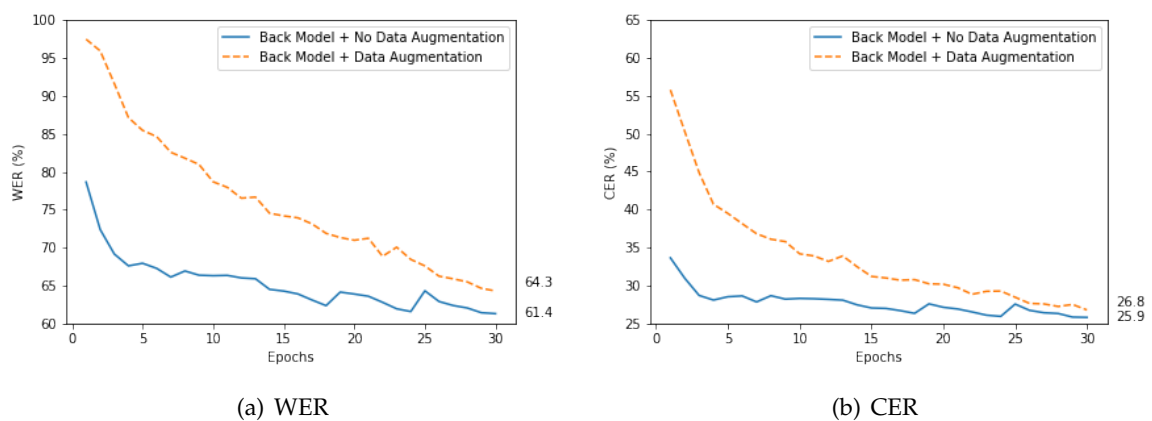 100
95
90
85
80
75
70
65
60
WER (%)
Back Model + No Data Augmentation
Back Model + Data Augmentation
64.3
61.4
0 5 10 15 20 25 30
Epochs
(a) WER
65
60
55
50
45
40
35
30
25
CER (%)
Back Model + No Data Augmentation
Back Model + Data Augmentation
26.8
25.9
0 5 10 15 20 25 30
Epochs
(b) CER